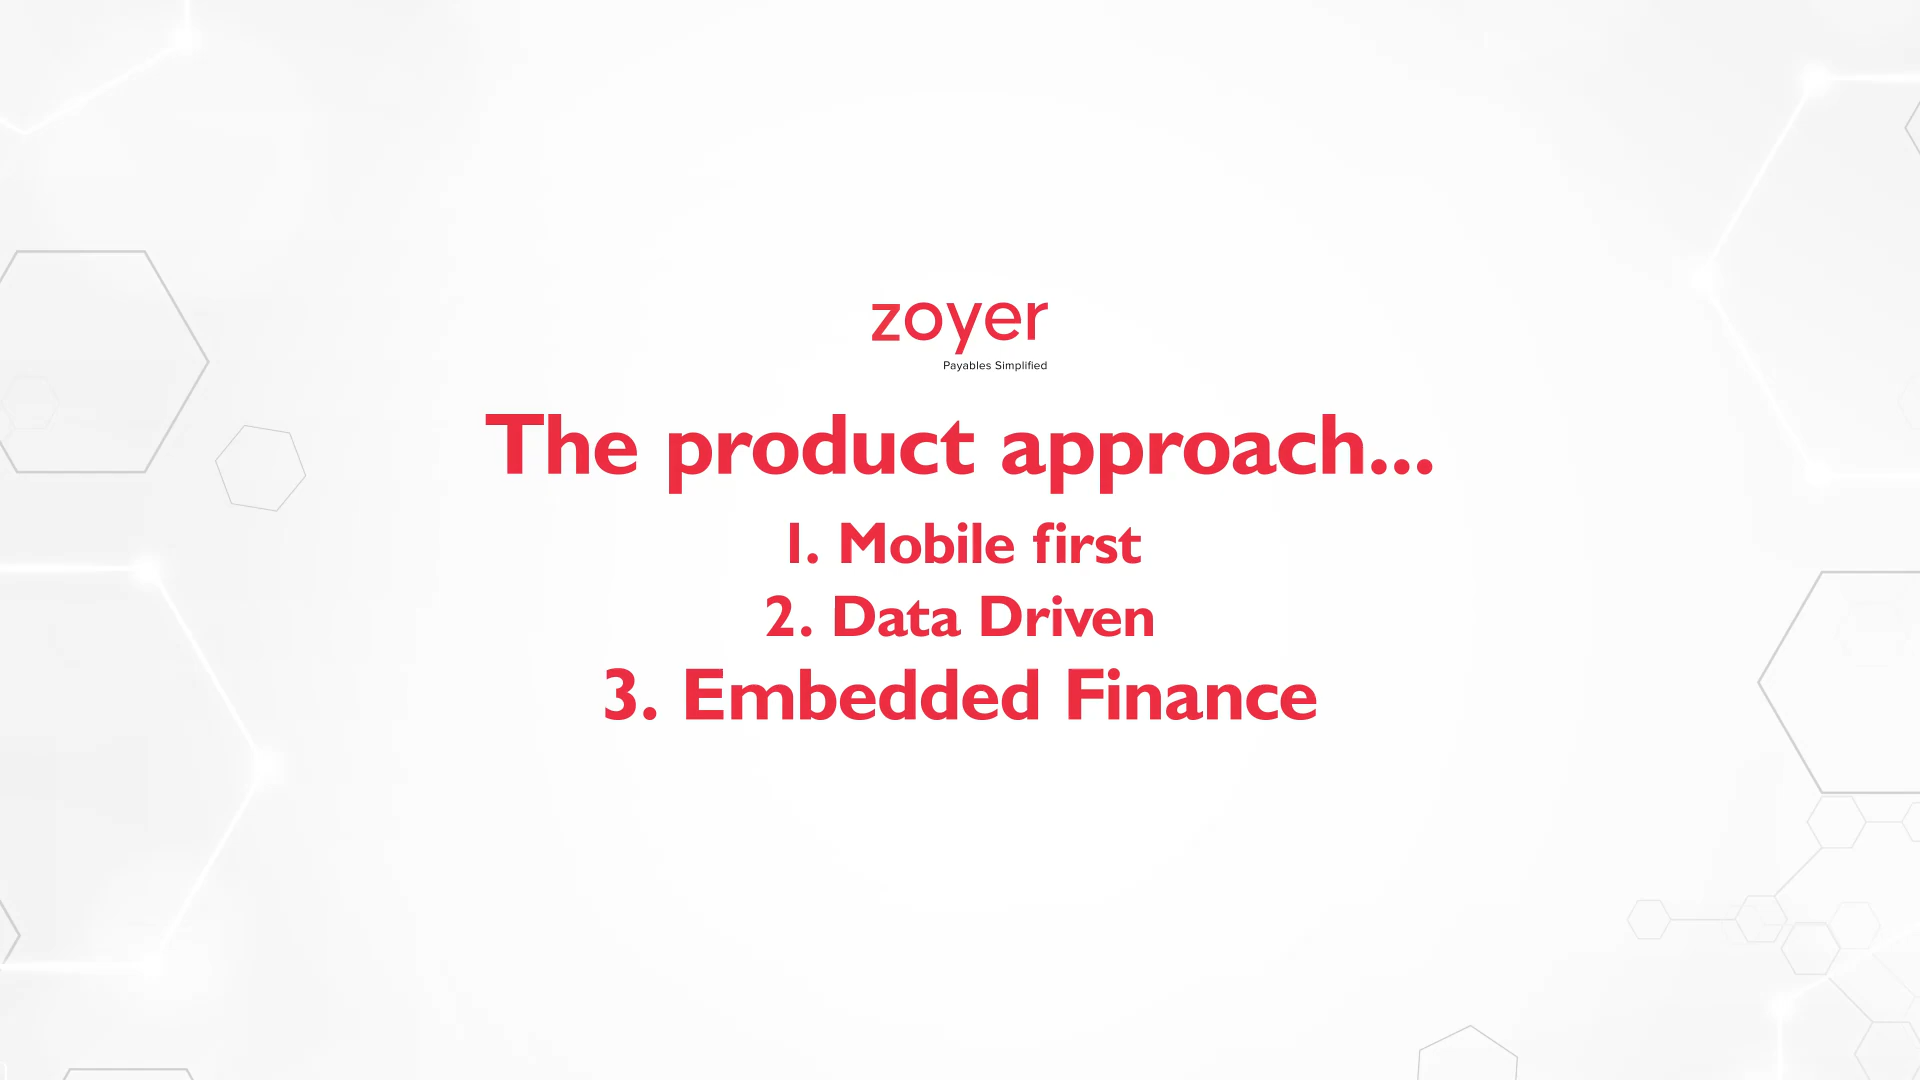 zoyer
Payables Simplified
The product approach...
1. Mobile first
2. Data Driven
3. Embedded Finance